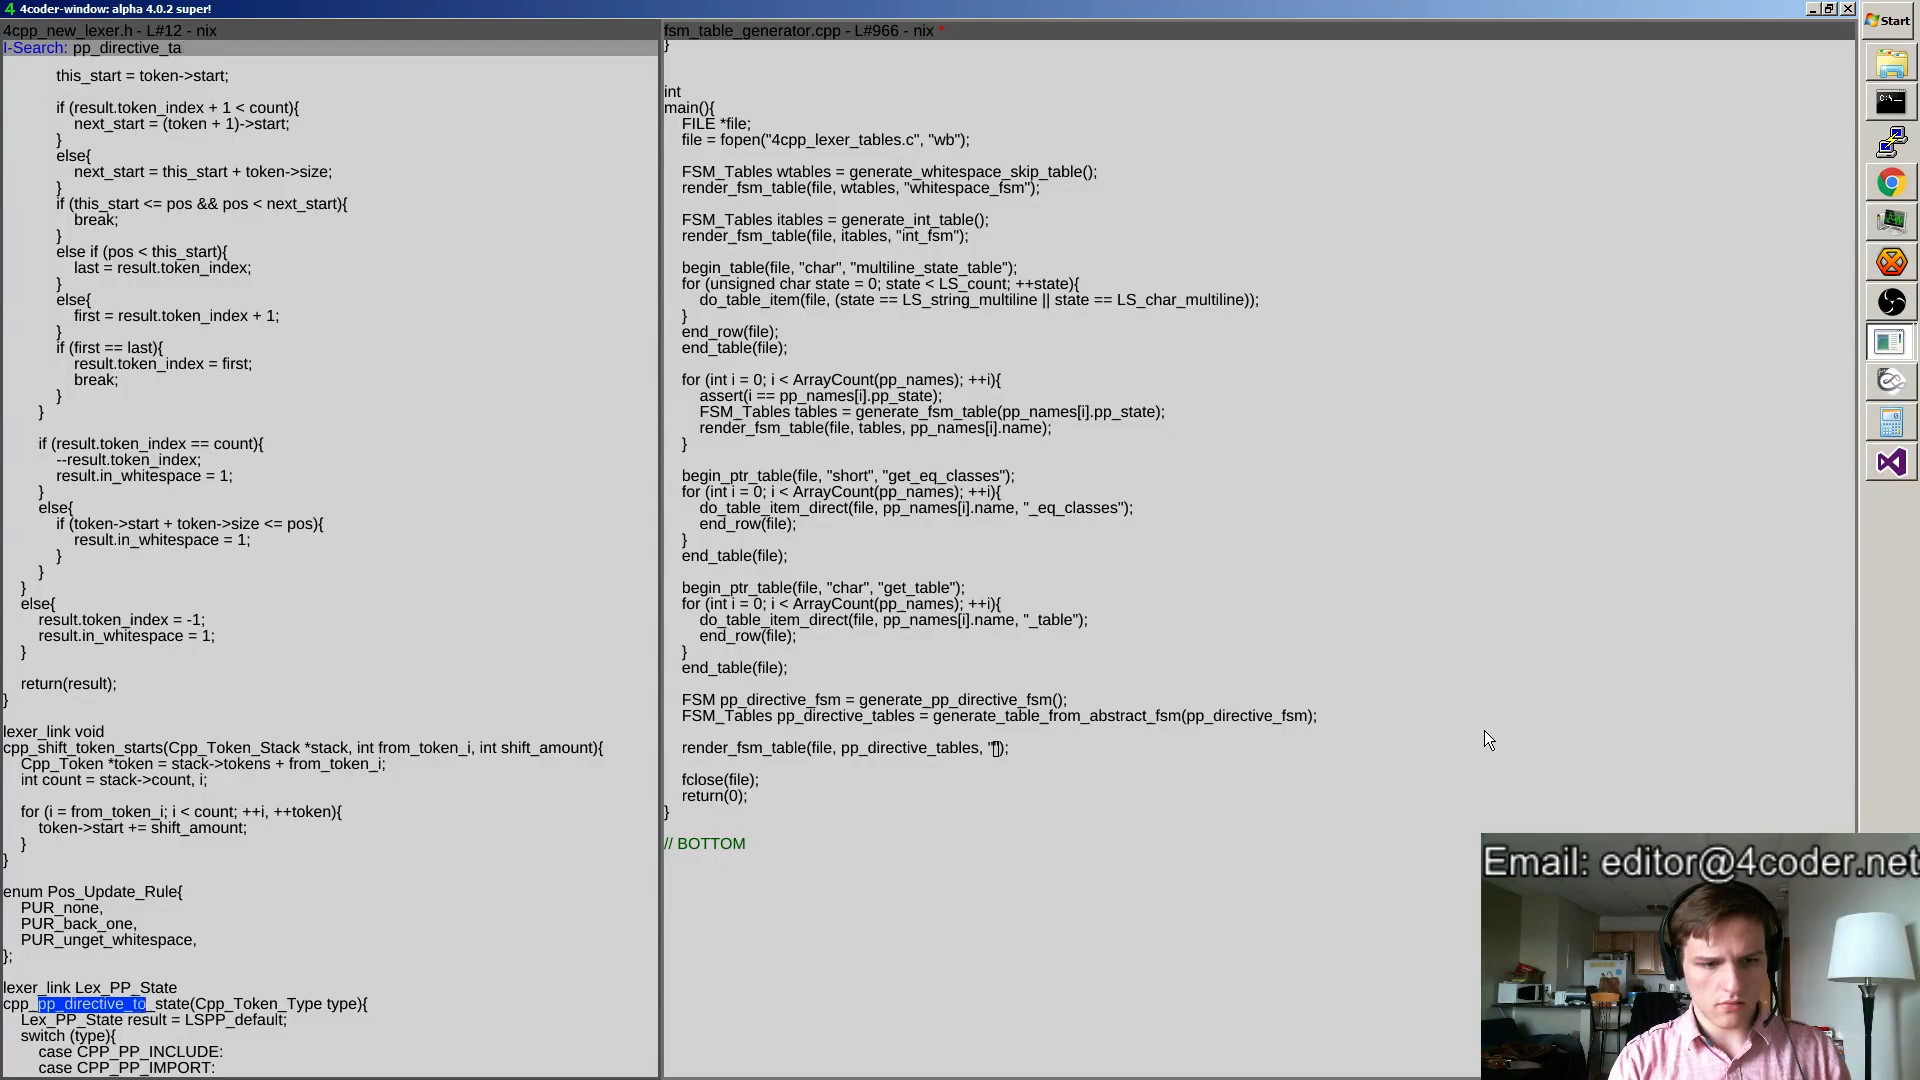 4coder-window: alpha 4.0.2 super!
4cpp_new_lexer.h - L#12 - nix
I-Search: pp_directive_ta
this_start = token->start;
if (result.token_index + 1 < count){
next_start = (token + 1)->start;
}
else{
next_start = this_start + token->size;
}
if (this_start <= pos && pos < next_start){
break;
}
else if (pos < this_start){
last = result.token_index;
}
else{
first = result.token_index + 1;
}
if (first == last){
result.token_index = first;
break;
}
}
if (result.token_index == count){
--result.token_index;
result.in_whitespace = 1;
}
else{
if (token->start + token->size <= pos){
result.in_whitespace = 1;
}
}
}
else{
result.token_index = -1;
result.in_whitespace = 1;
}
return(result);
}
lexer_link void
cpp_shift_token_starts(Cpp_Token_Stack *stack, int from_token_i, int shift_amount){
Cpp_Token *token = stack->tokens + from_token_i;
int count = stack->count, i;
for (i = from_token_i; i < count; ++i, ++token){
token->start += shift_amount;
}
}
enum Pos_Update_Rule{
PUR_none,
PUR_back_one,
PUR_unget_whitespace,
};
lexer_link Lex_PP_State
cpp_pp_directive_to_state(Cpp_Token_Type type){
Lex_PP_State result = LSPP_default;
switch (type){
case CPP_PP_INCLUDE:
case CPP_PP_IMPORT:
fsm_table_generator.cpp - L#966 - nix *
}
int
main(){
FILE *file;
file = fopen("4cpp_lexer_tables.c", "wb");
FSM_Tables wtables = generate_whitespace_skip_table();
render_fsm_table(file, wtables, "whitespace_fsm");
FSM_Tables itables = generate_int_table();
render_fsm_table(file, itables, "int_fsm");
begin_table(file, "char", "multiline_state_table");
for (unsigned char state = 0; state < LS_count; ++state){
do_table_item(file, (state == LS_string_multiline || state == LS_char_multiline));
}
end_row(file);
end_table(file);
for (int i = 0; i < ArrayCount(pp_names); ++i){
assert(i == pp_names[i].pp_state);
FSM_Tables tables = generate_fsm_table(pp_names[i].pp_state);
render_fsm_table(file, tables, pp_names[i].name);
}
begin_ptr_table(file, "short", "get_eq_classes");
for (int i = 0; i < ArrayCount(pp_names); ++i){
do_table_item_direct(file, pp_names[i].name, "_eq_classes");
end_row(file);
}
end_table(file);
begin_ptr_table(file, "char", "get_table");
for (int i = 0; i < ArrayCount(pp_names); ++i){
do_table_item_direct(file, pp_names[i].name, "_table");
end_row(file);
}
end_table(file);
FSM pp_directive_fsm = generate_pp_directive_fsm();
FSM_Tables pp_directive_tables = generate_table_from_abstract_fsm(pp_directive_fsm);
render_fsm_table(file, pp_directive_tables, "");
fclose(file);
return(0);
}
// BOTTOM
Start
Email: editor@4coder.net